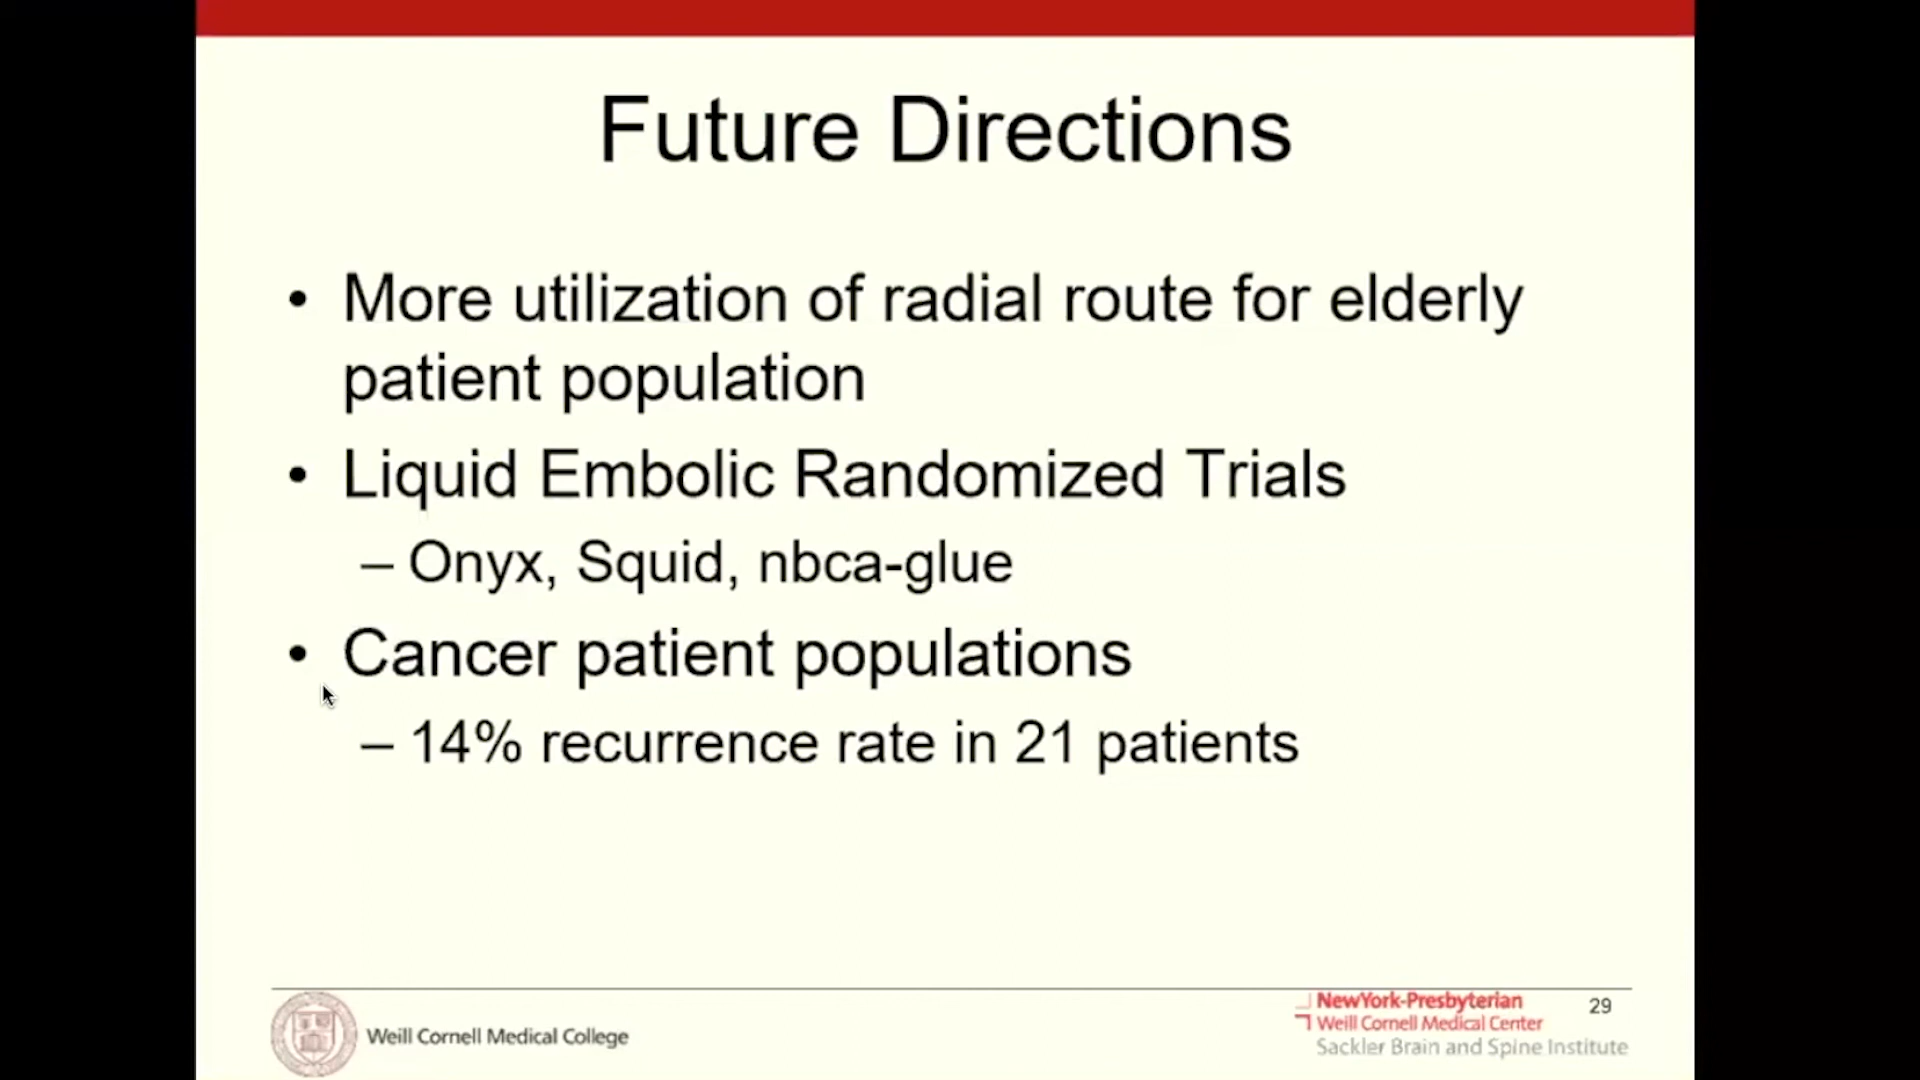 Future Directions
• More utilization of radial route for elderly
patient population
• Liquid Embolic Randomized Trials
– Onyx, Squid, nbca-glue
• Cancer patient populations
– 14% recurrence rate in 21 patients
Weill Cornell Medical College
NewYork-Presbyterian
Weill Cornell Medical Center
Sackler Brain and Spine Institute
29